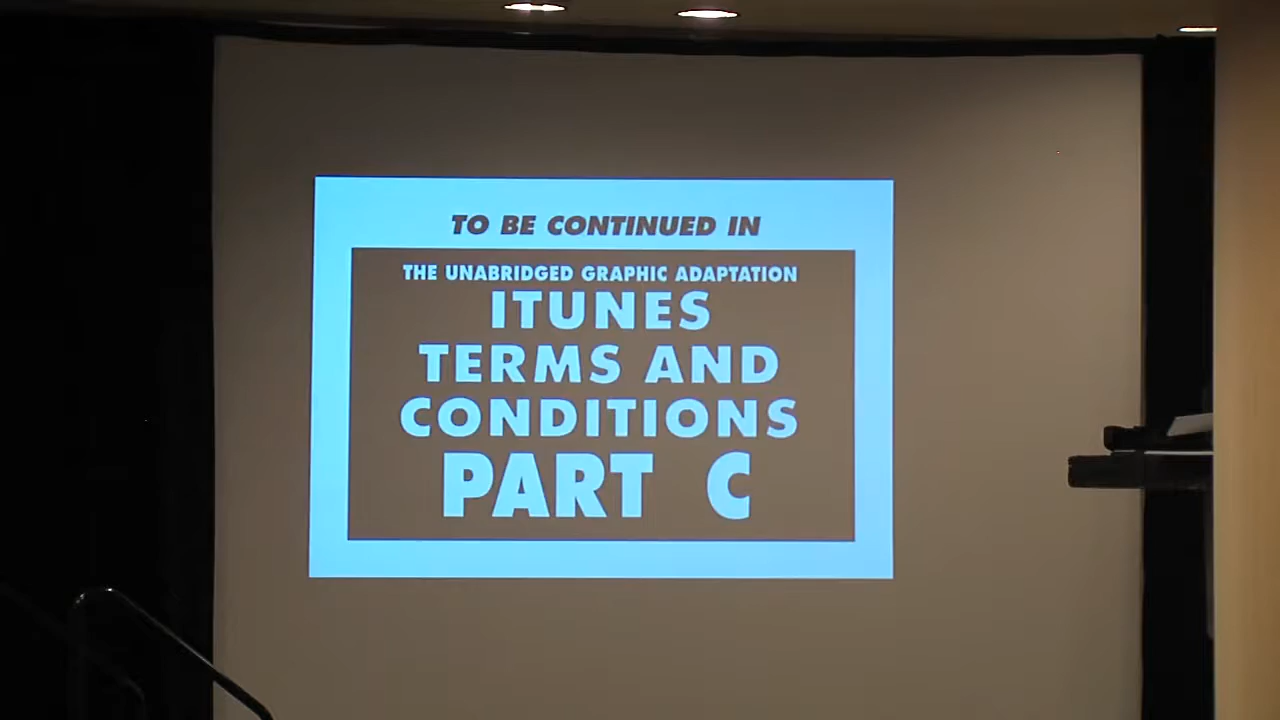 TO BE CONTINUED IN
THE UNABRIDGED GRAPHIC ADAPTATION
ITUNES
TERMS AND
CONDITIONS
PART C